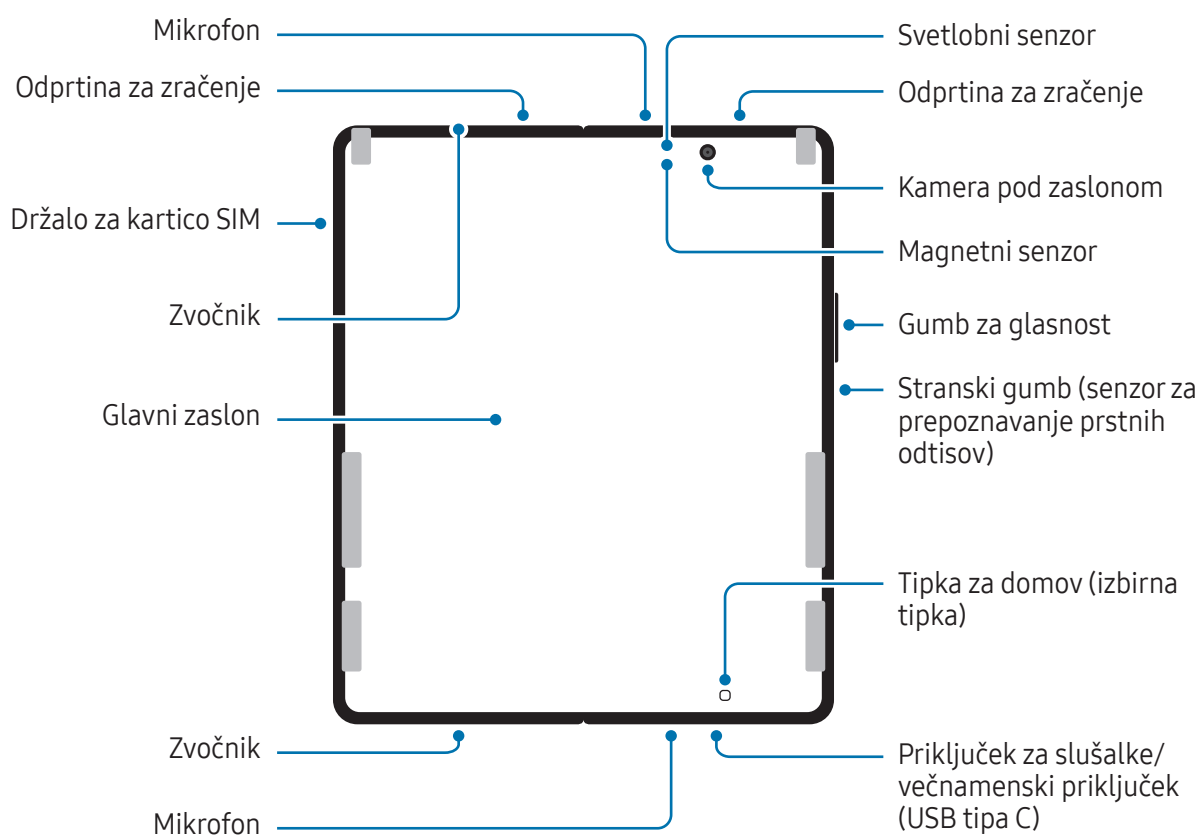 Mikrofon
Odprtina za zračenje
Držalo za kartico SIM
Zvočnik
Glavni zaslon
Zvočnik
Mikrofon
Svetlobni senzor
Odprtina za zračenje
Kamera pod zaslonom
Magnetni senzor
Gumb za glasnost
Stranski gumb (senzor za
prepoznavanje prstnih
odtisov)
Tipka za domov (izbirna
tipka)
Priključek za slušalke/
večnamenski priključek
(USB tipa C)